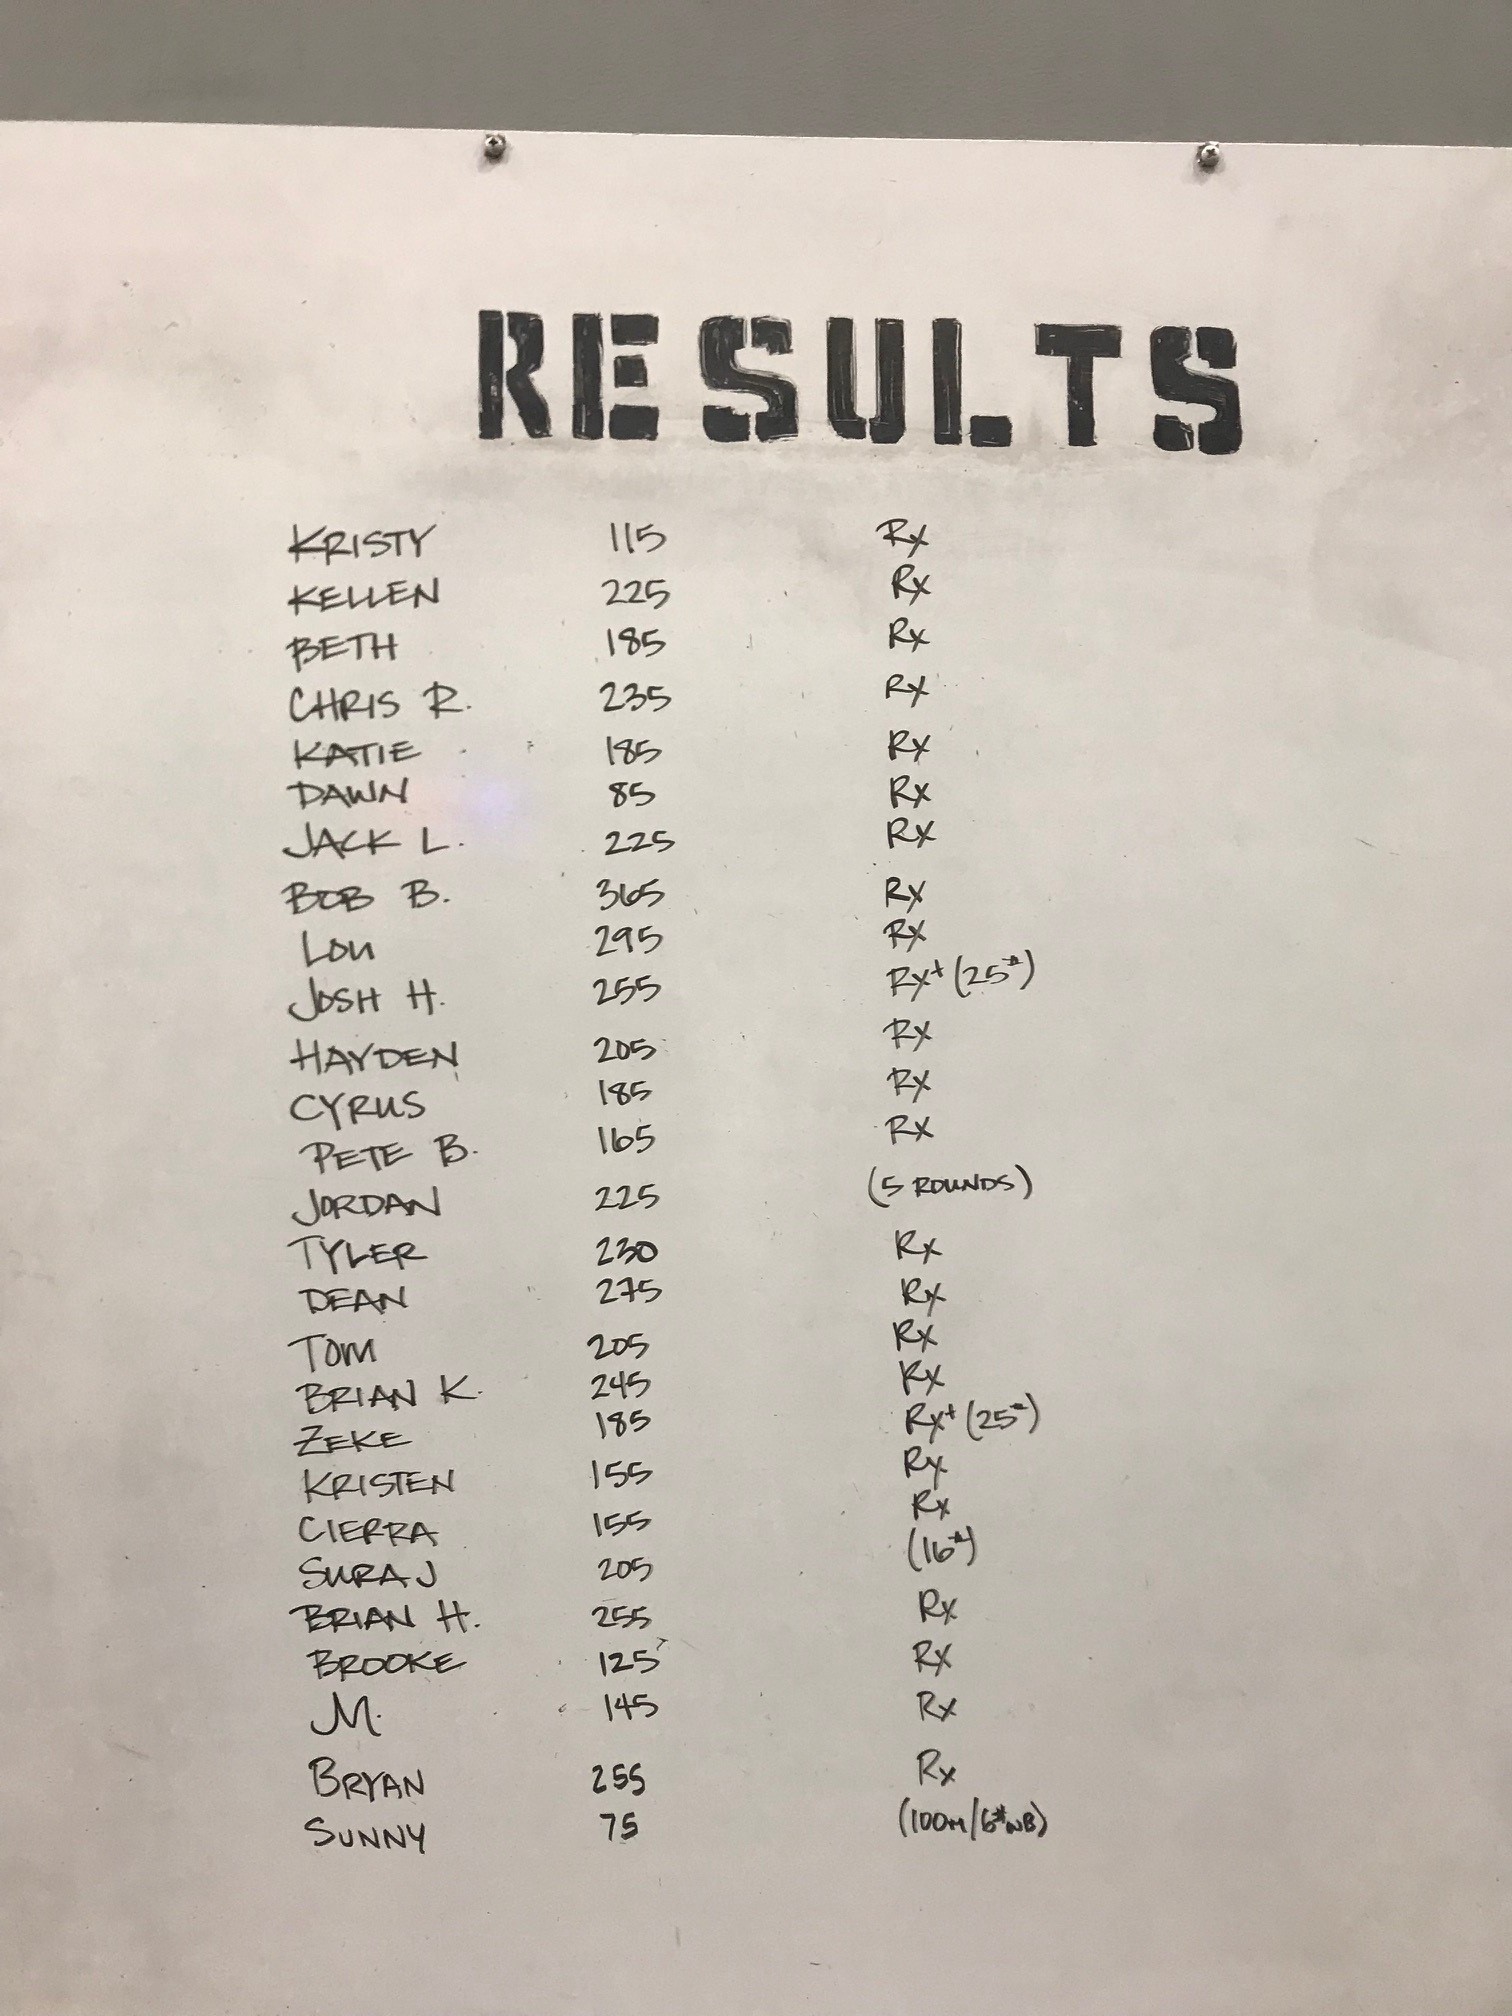 RESULTS
KRISTY 115 Rx
KELLEN 225 Rx
BETH 185 Rx
CHRIS R. 235 Rx
KATIE 185 Rx
DAWN 85 Rx
JACK L. 225 Rx
BOB B. 365 Rx
LOU 295 Rx
JOSH H. 255 Rx+ (25#)
HAYDEN 205 Rx
CYRUS 185 Rx
PETE B. 165 Rx
JORDAN 225 (5 ROUNDS)
TYLER 230 Rx
DEAN 275 Rx
TOM 205 Rx
BRIAN K. 245 Rx
ZEKE 185 Rx+ (25#)
KRISTEN 155 Rx
CIERRA 155 Rx
SURAJ 205 (16#)
BRIAN H. 255 Rx
BROOKE 125 Rx
M. 145 Rx
BRYAN 255 Rx
SUNNY 75 (100M/6#WB)